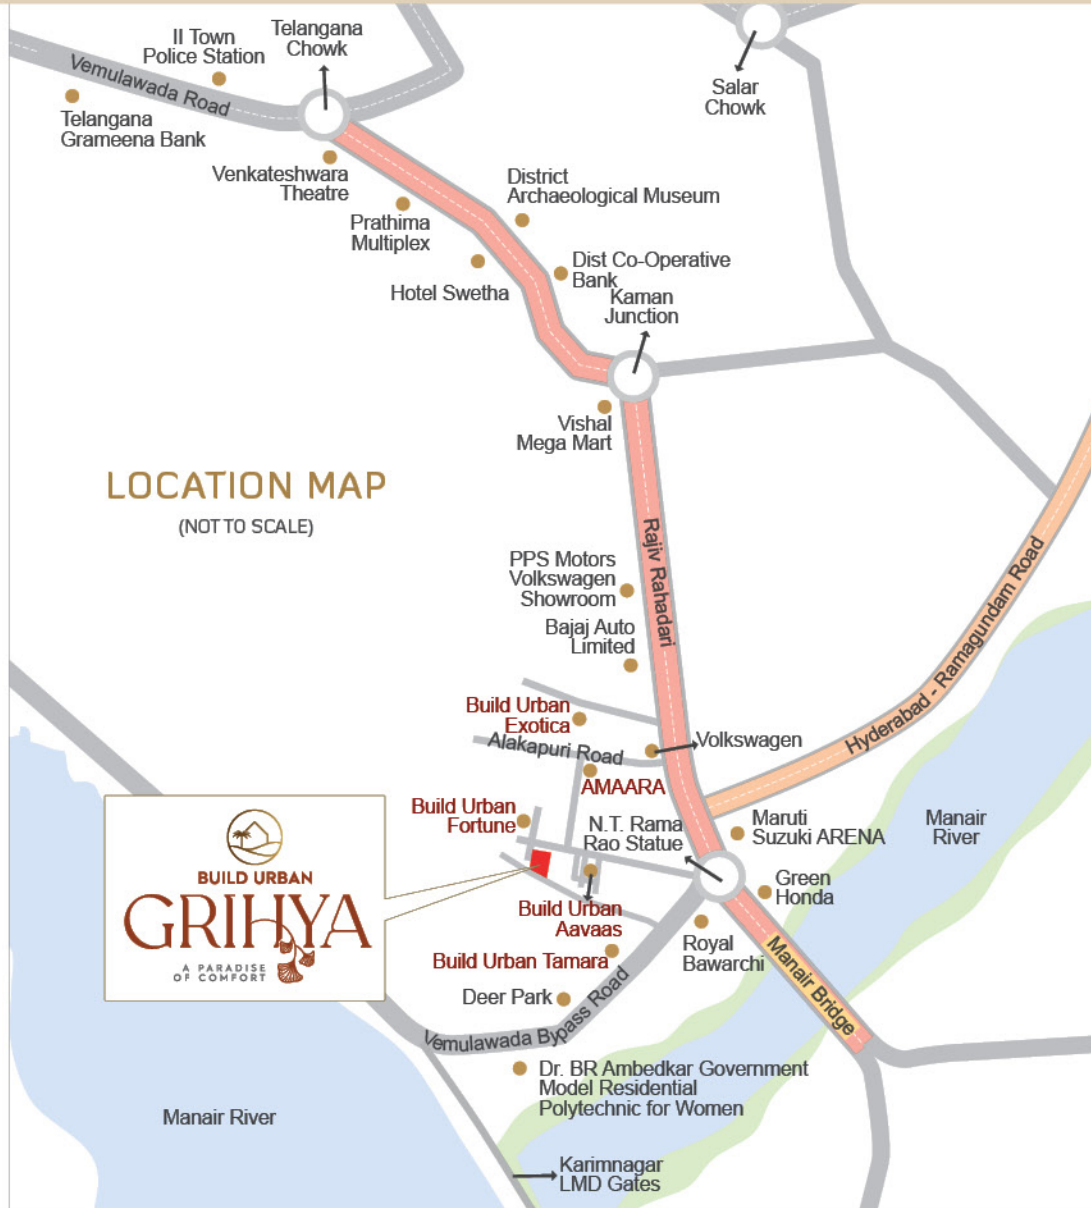 II Town
Police Station
Telangana
Chowk
Vemulawada Road
Telangana
Grameena Bank
Salar
Chowk
Venkateshwara
Theatre
District
Archaeological Museum
Prathima
Multiplex
Hotel Swetha
Dist Co-Operative
Bank
Kaman
Junction
Vishal
Mega Mart
LOCATION MAP
(NOT TO SCALE)
Rajiv Rahadari
PPS Motors
Volkswagen
Showroom
Bajaj Auto
Limited
Hyderabad - Ramagundam Road
Build Urban
Exotica
Alakapuri Road
Volkswagen
AMAARA
Build Urban
Fortune
N.T. Rama
Rao Statue
Maruti
Suzuki ARENA
Manair
River
BUILD URBAN
GRIHYA
A PARADISE
OF COMFORT
Green
Honda
Build Urban
Aavaas
Royal
Bawarchi
Manair Bridge
Build Urban Tamara
Deer Park
Vemulawada Bypass Road
Dr. BR Ambedkar Government
Model Residential
Polytechnic for Women
Manair River
Karimnagar
LMD Gates